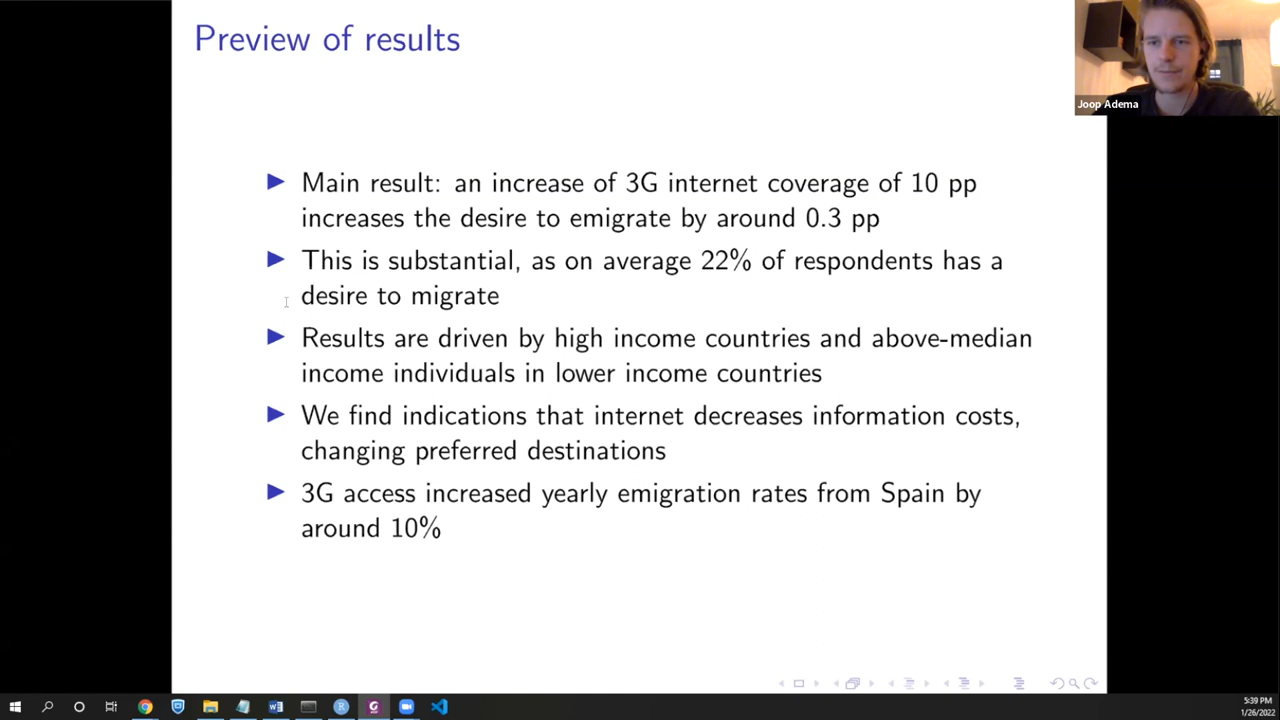 Preview of results
Joop Adema
Main result: an increase of 3G internet coverage of 10 pp
increases the desire to emigrate by around 0.3 pp
This is substantial, as on average 22% of respondents has a
desire to migrate
Results are driven by high income countries and above-median
income individuals in lower income countries
We find indications that internet decreases information costs,
changing preferred destinations
3G access increased yearly emigration rates from Spain by
around 10%
5:39 PM
1/26/2022